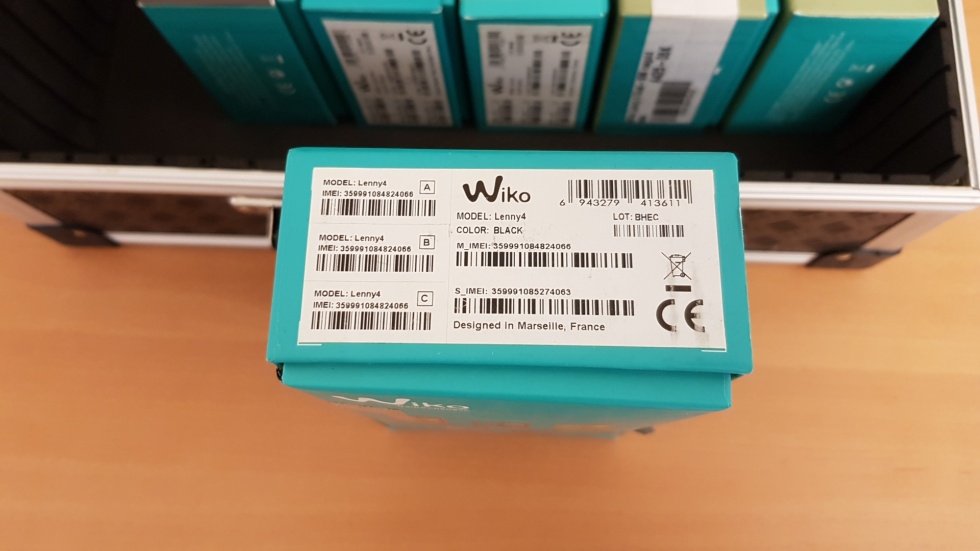 MODEL: Lenny4
IMEI: 359991084824066
A
MODEL: Lenny4
IMEI: 359991084824066
B
MODEL: Lenny4
IMEI: 359991084824066
C
Wiko
6 943279 413611
MODEL: Lenny4
LOT: BHEC
COLOR: BLACK
M_IMEI: 359991084824066
S_IMEI: 359991085274063
Designed in Marseille, France
CE
Wiko